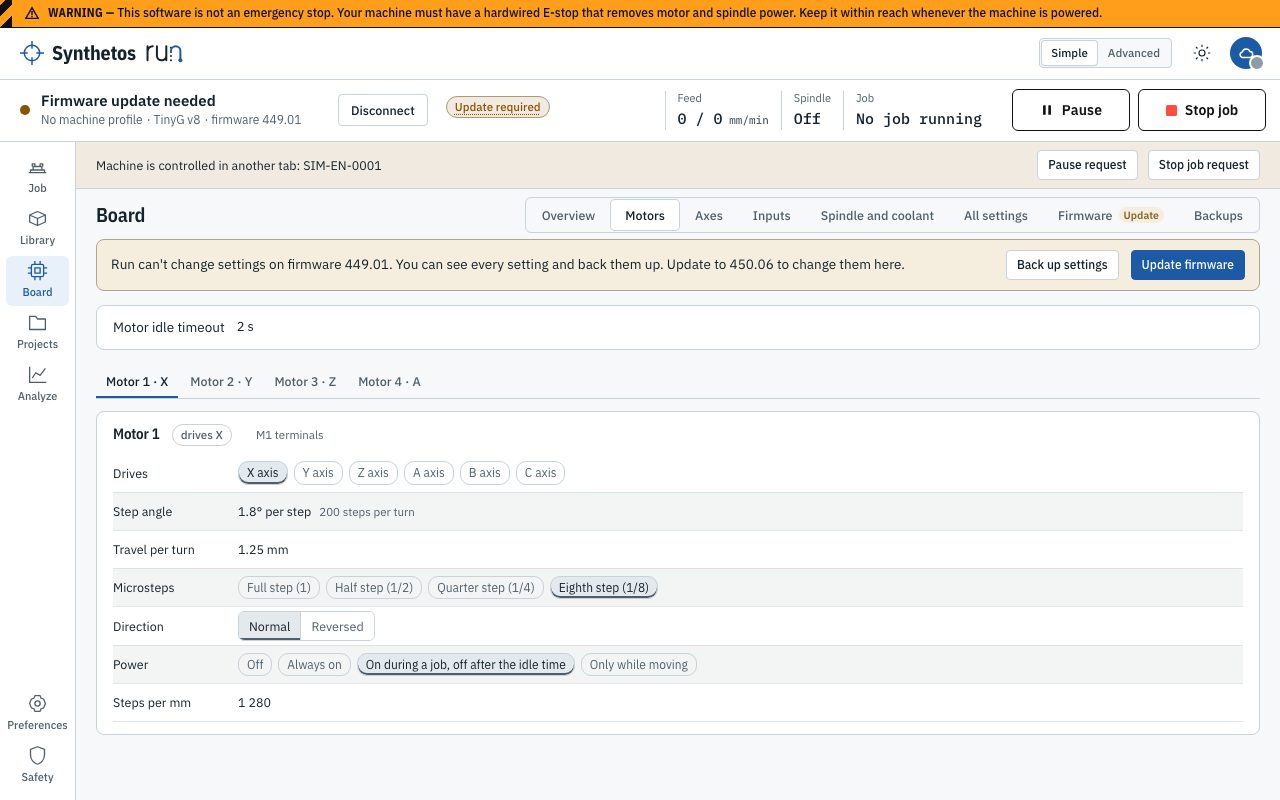 WARNING — This software is not an emergency stop. Your machine must have a hardwired E-stop that removes motor and spindle power. Keep it within reach whenever the machine is powered.
Synthetos run
Simple Advanced
Firmware update needed
No machine profile · TinyG v8 · firmware 449.01
Disconnect
Update required
Feed
0 / 0 mm/min
Spindle
Off
Job
No job running
Pause
Stop job
Job
Library
Board
Projects
Analyze
Preferences
Safety
Machine is controlled in another tab: SIM-EN-0001
Pause request
Stop job request
Board
Overview Motors Axes Inputs Spindle and coolant All settings Firmware Update Backups
Run can't change settings on firmware 449.01. You can see every setting and back them up. Update to 450.06 to change them here.
Back up settings
Update firmware
Motor idle timeout 2 s
Motor 1 · X Motor 2 · Y Motor 3 · Z Motor 4 · A
Motor 1 drives X M1 terminals
Drives X axis Y axis Z axis A axis B axis C axis
Step angle 1.8° per step 200 steps per turn
Travel per turn 1.25 mm
Microsteps Full step (1) Half step (1/2) Quarter step (1/4) Eighth step (1/8)
Direction Normal Reversed
Power Off Always on On during a job, off after the idle time Only while moving
Steps per mm 1 280